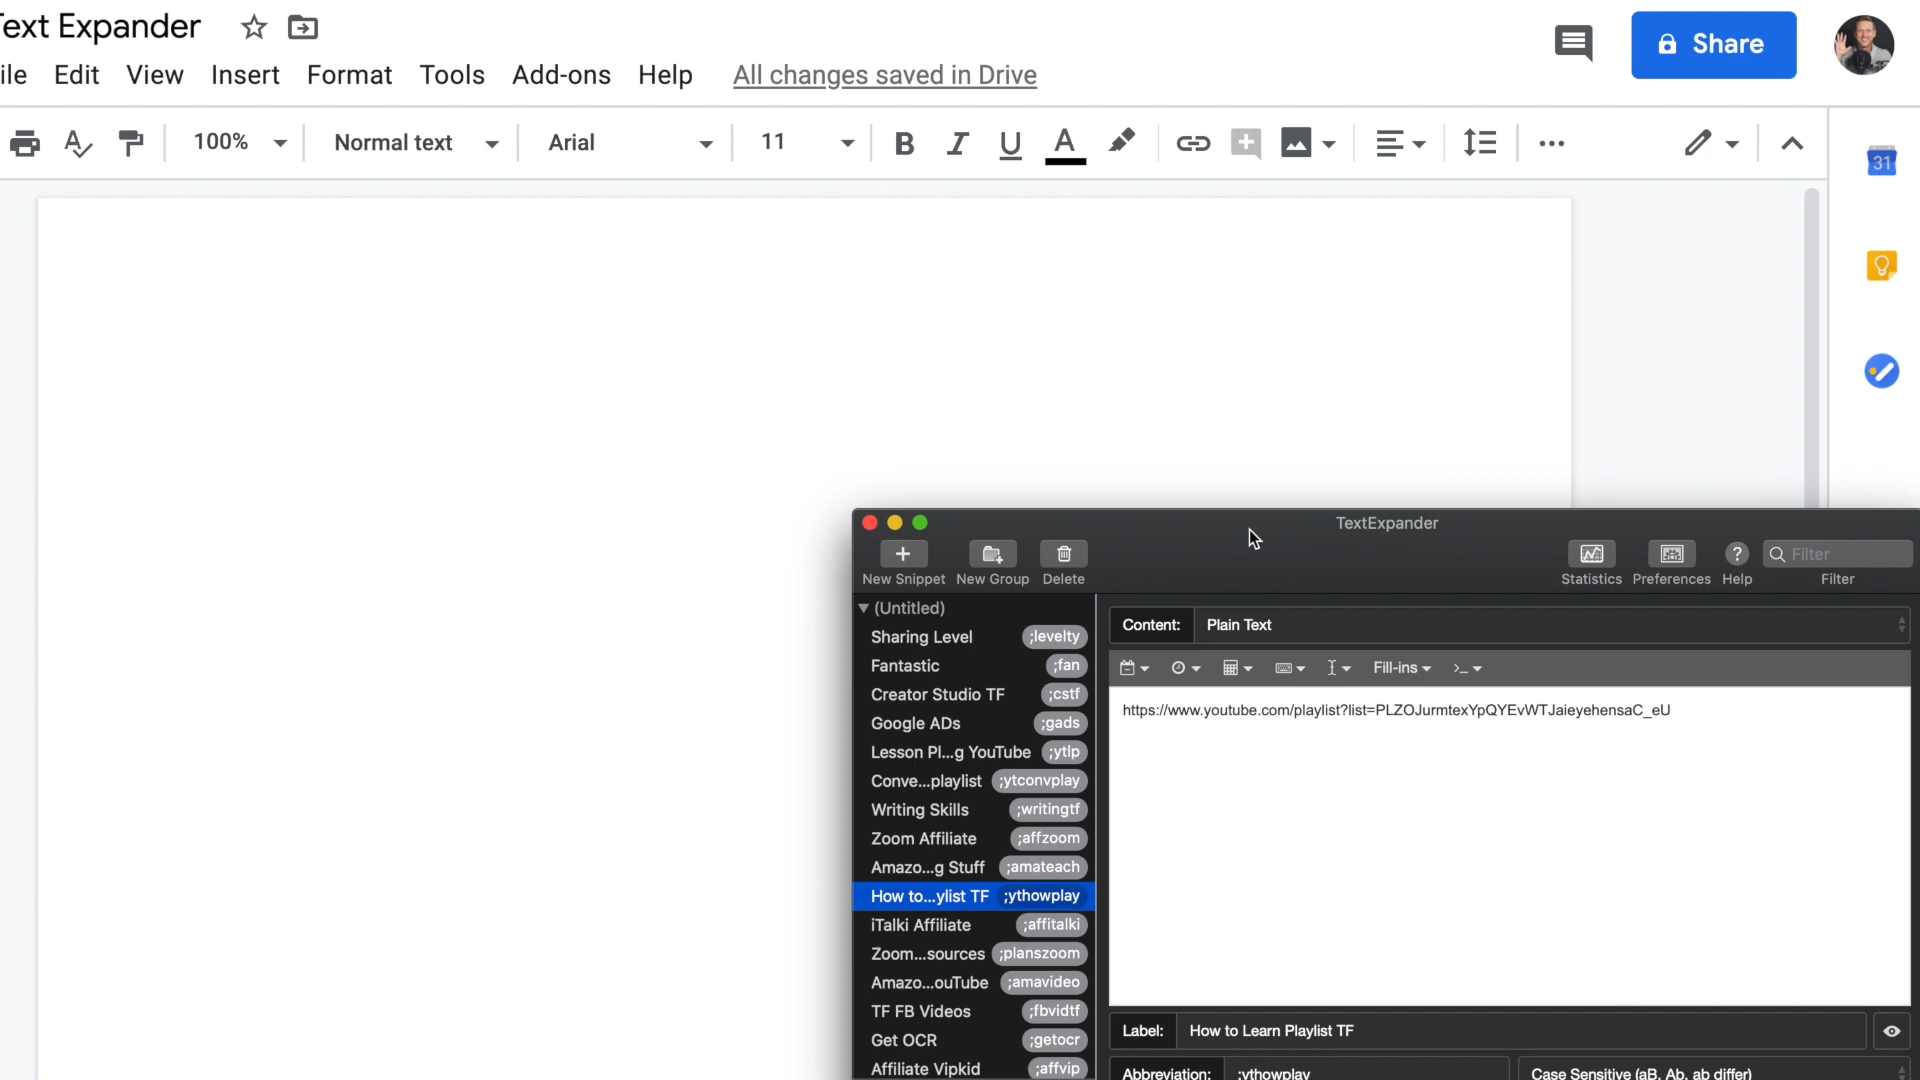 Text Expander
File Edit View Insert Format Tools Add-ons Help All changes saved in Drive
Share
100% Normal text Arial 11 B I U A
31
TextExpander
New Snippet New Group Delete
Statistics Preferences ? Help Filter
Filter
(Untitled)
Sharing Level ;levelty
Fantastic ;fan
Creator Studio TF ;cstf
Google ADs ;gads
Lesson Pl...g YouTube ;ytlp
Conve...playlist ;ytconvplay
Writing Skills ;writingtf
Zoom Affiliate ;affzoom
Amazo...g Stuff ;amateach
How to...ylist TF ;ythowplay
iTalki Affiliate ;affitalki
Zoom...sources ;planszoom
Amazo...ouTube ;amavideo
TF FB Videos ;fbvidtf
Get OCR ;getocr
Affiliate Vipkid ;affvip
Content: Plain Text
Fill-ins
https://www.youtube.com/playlist?list=PLZOJurmtexYpQYEvWTJaieyehensaC_eU
Label: How to Learn Playlist TF
Abbreviation: ;ythowplay Case Sensitive (aB, Ab, ab differ)